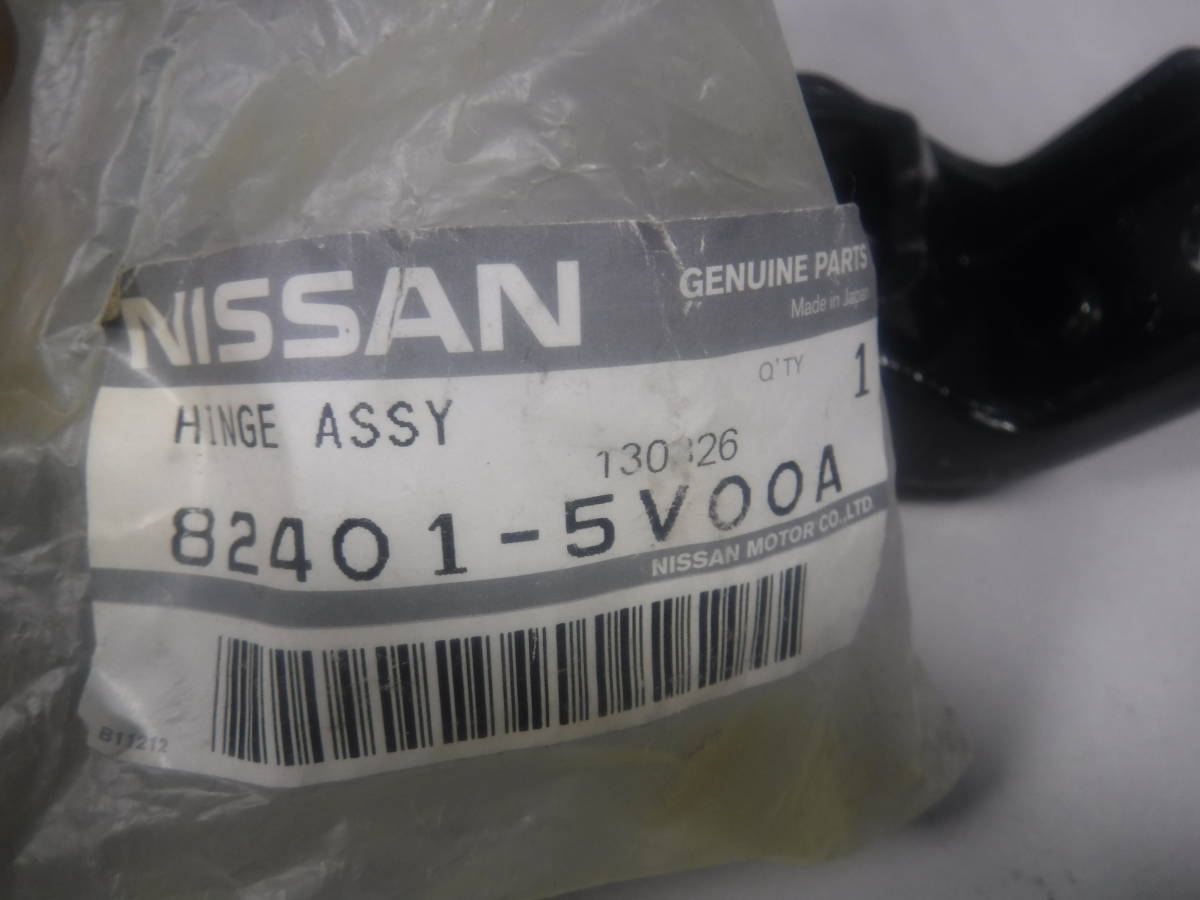 NISSAN
GENUINE PARTS
Made in Japan
Q'TY 1
HINGE ASSY
82401-5V00A
NISSAN MOTOR CO.,LTD.
B11212